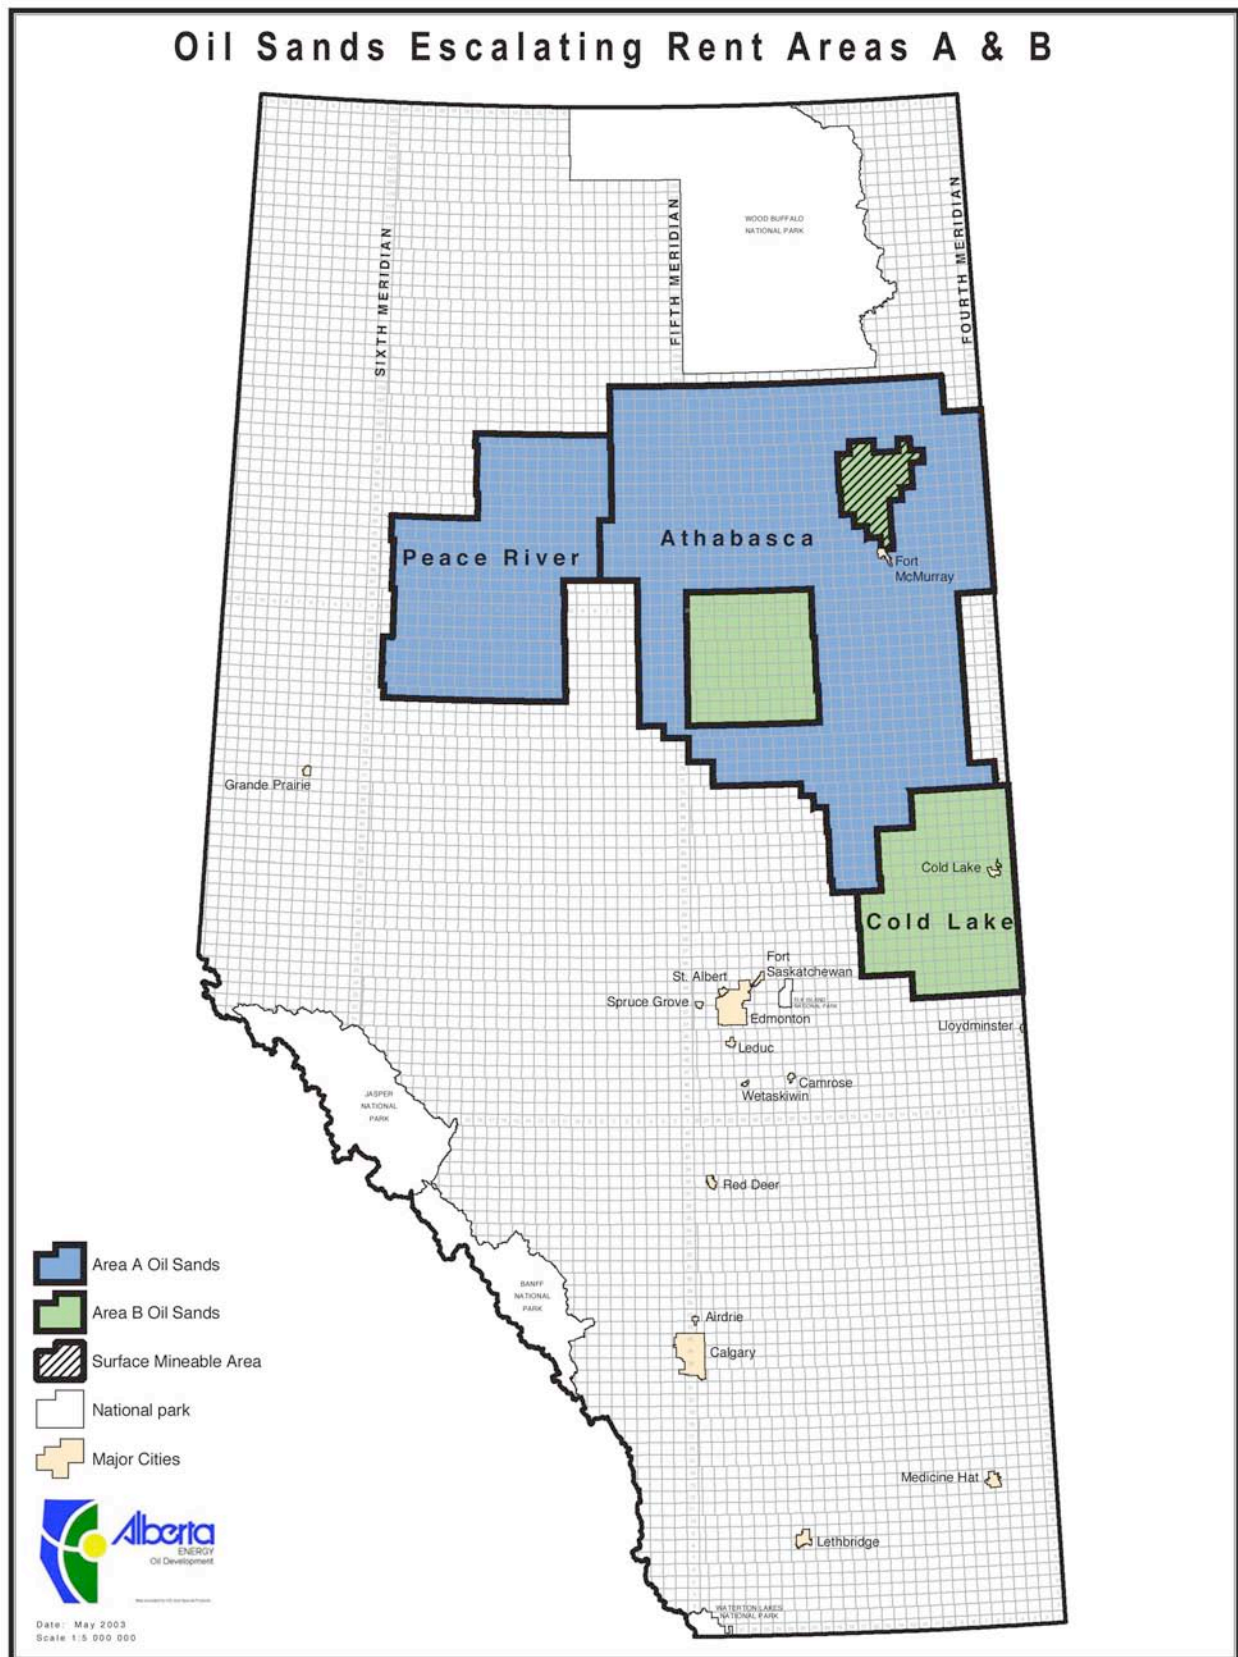 Oil Sands Escalating Rent Areas A & B
SIXTH MERIDIAN
FIFTH MERIDIAN
FOURTH MERIDIAN
WOOD BUFFALO
NATIONAL PARK
Peace River
Athabasca
Fort
McMurray
Grande Prairie
Cold Lake
Cold Lake
Fort
Saskatchewan
St. Albert
Spruce Grove
ELK ISLAND
NATIONAL PARK
Edmonton
Lloydminster
Leduc
Camrose
Wetaskiwin
JASPER
NATIONAL
PARK
Red Deer
BANFF
NATIONAL
PARK
Airdrie
Calgary
Medicine Hat
Lethbridge
WATERTON LAKES
NATIONAL PARK
Area A Oil Sands
Area B Oil Sands
Surface Mineable Area
National park
Major Cities
Alberta
ENERGY
Oil Development
Date: May 2003
Scale 1:5 000 000